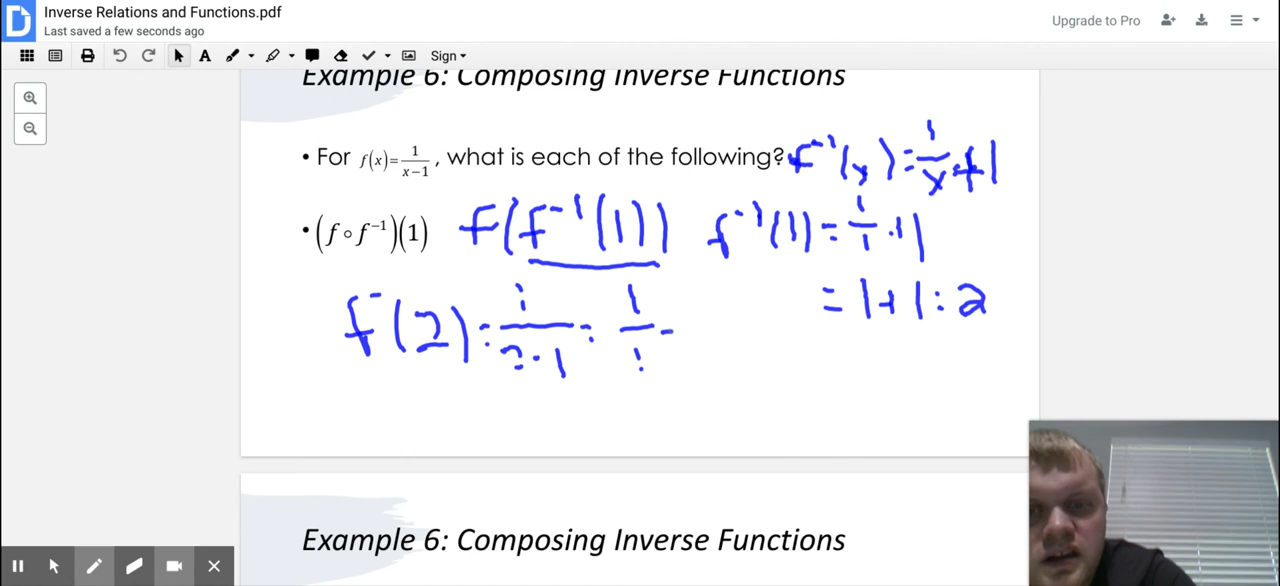 Inverse Relations and Functions.pdf
Last saved a few seconds ago
Upgrade to Pro
Sign
Example 6: Composing Inverse Functions
• For f(x)=1/(x−1), what is each of the following? f⁻¹(x)=1/x+1
• (f∘f⁻¹)(1) f(f⁻¹(1)) f⁻¹(1)=1/1+1
=1+1=2
f(2)=1/(2-1)=1/1=
Example 6: Composing Inverse Functions